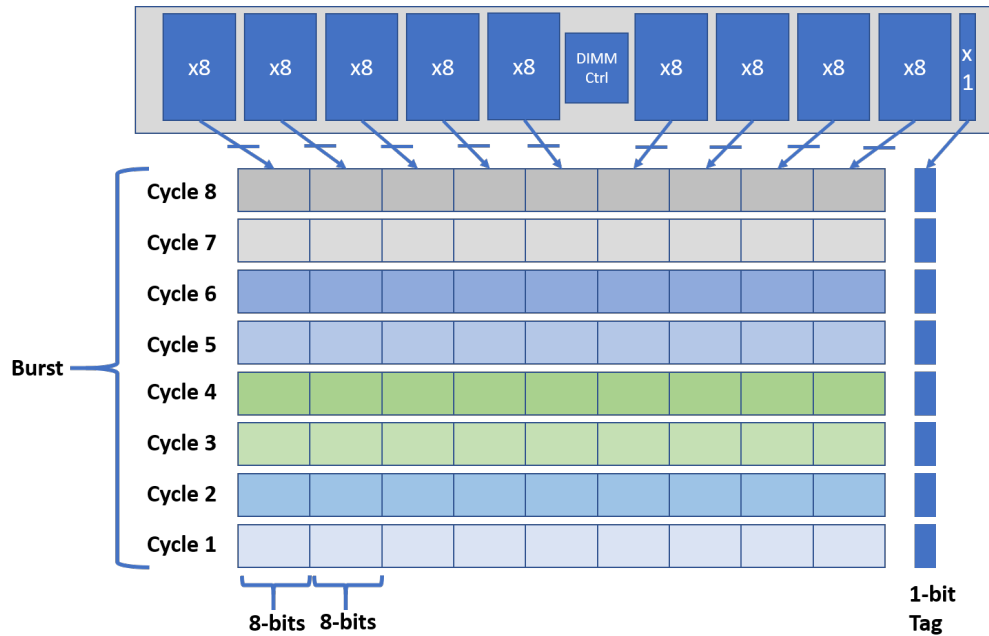 x8 x8 x8 x8 x8 DIMM Ctrl x8 x8 x8 x8 x1
Cycle 8
Cycle 7
Cycle 6
Cycle 5
Burst
Cycle 4
Cycle 3
Cycle 2
Cycle 1
8-bits 8-bits
1-bit
Tag